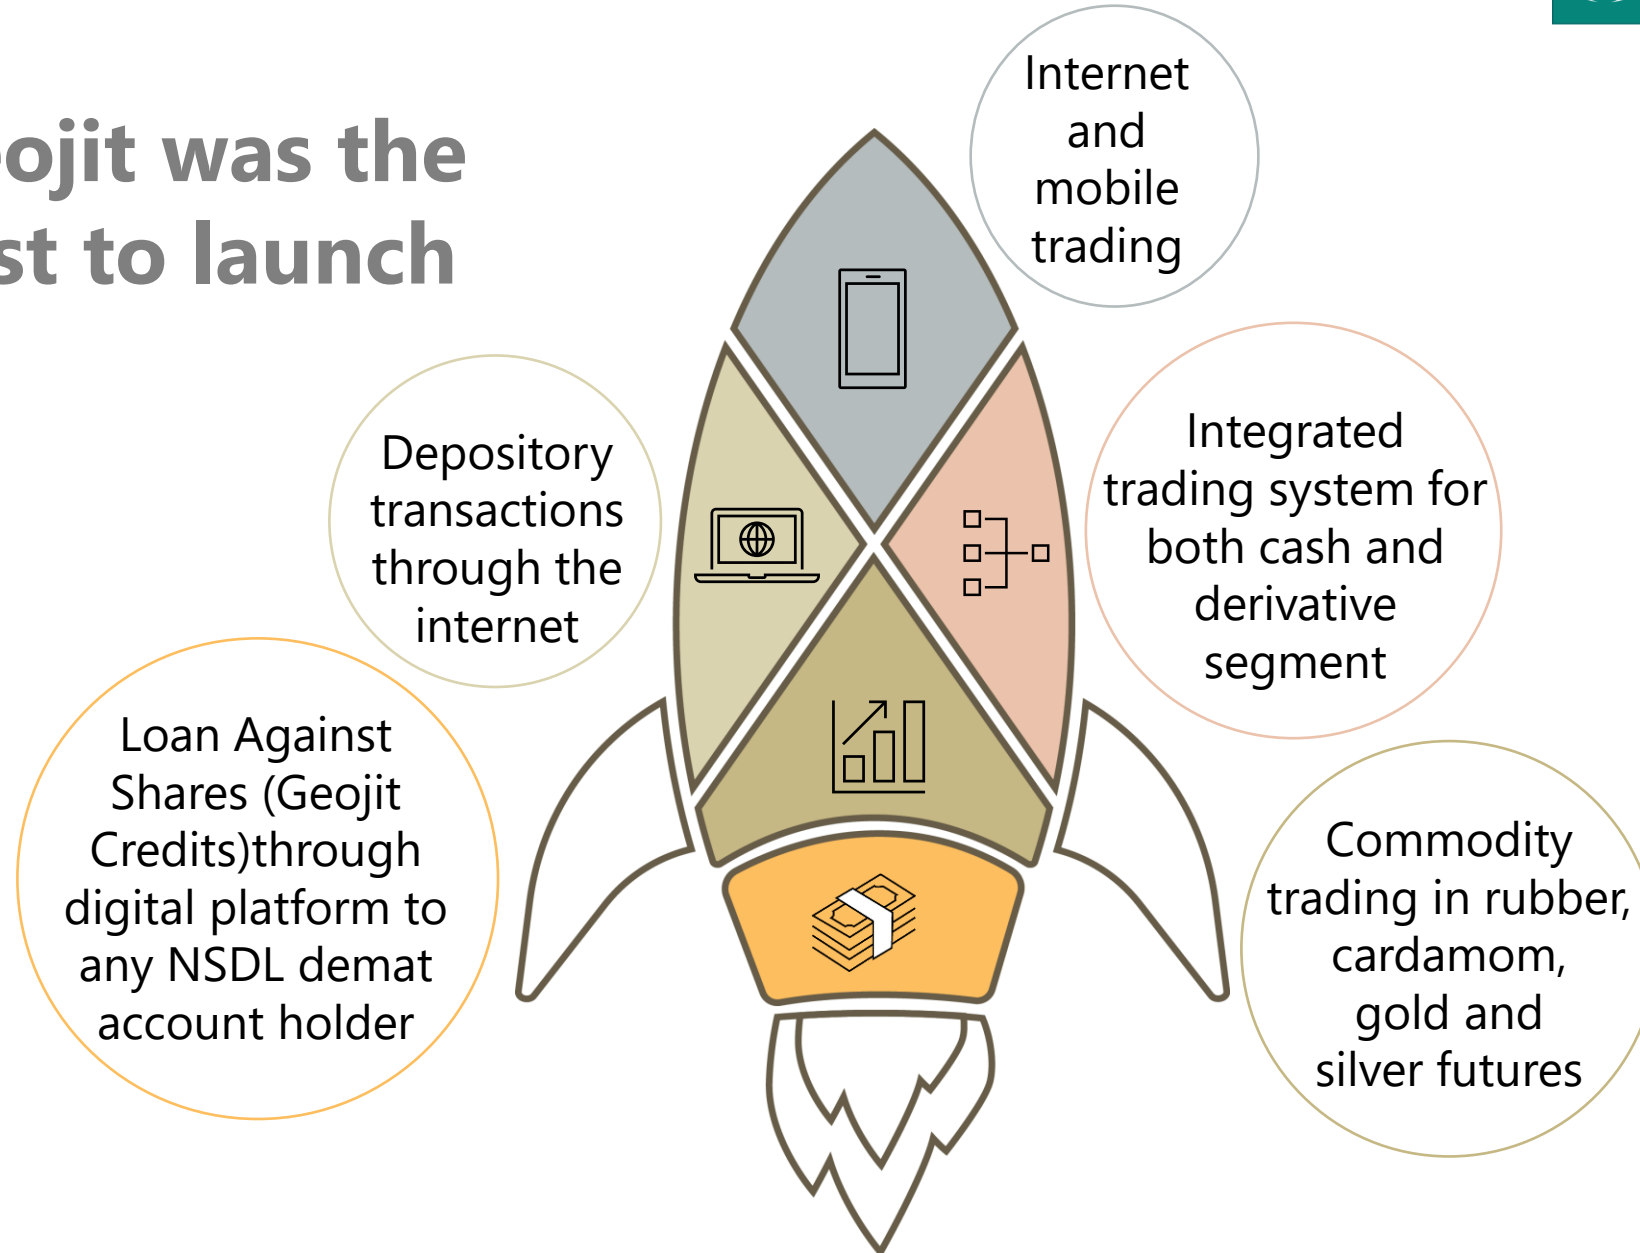 eojit was the
st to launch
Internet
and
mobile
trading
Depository
transactions
through the
internet
Integrated
trading system for
both cash and
derivative
segment
Loan Against
Shares (Geojit
Credits)through
digital platform to
any NSDL demat
account holder
Commodity
trading in rubber,
cardamom,
gold and
silver futures